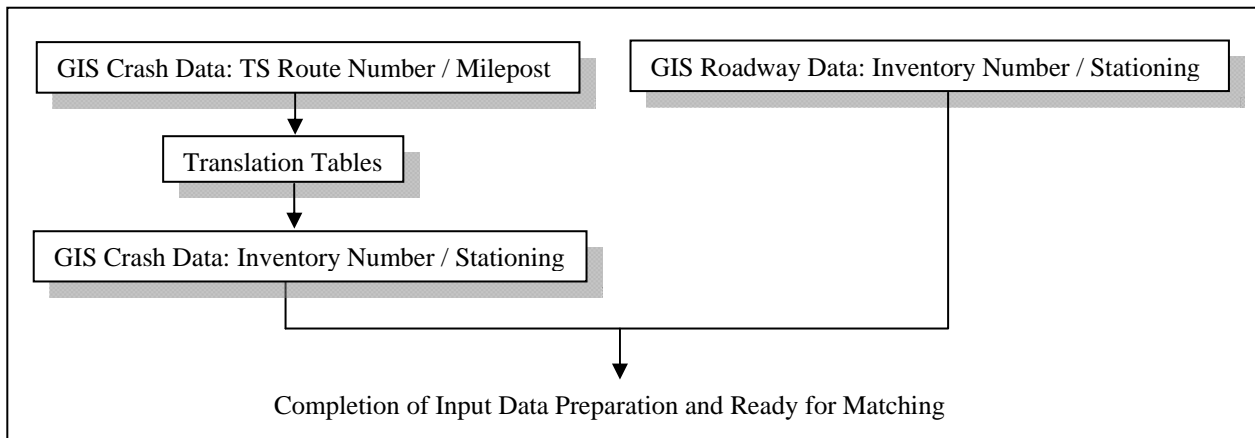 GIS Crash Data: TS Route Number / Milepost
GIS Roadway Data: Inventory Number / Stationing
Translation Tables
GIS Crash Data: Inventory Number / Stationing
Completion of Input Data Preparation and Ready for Matching